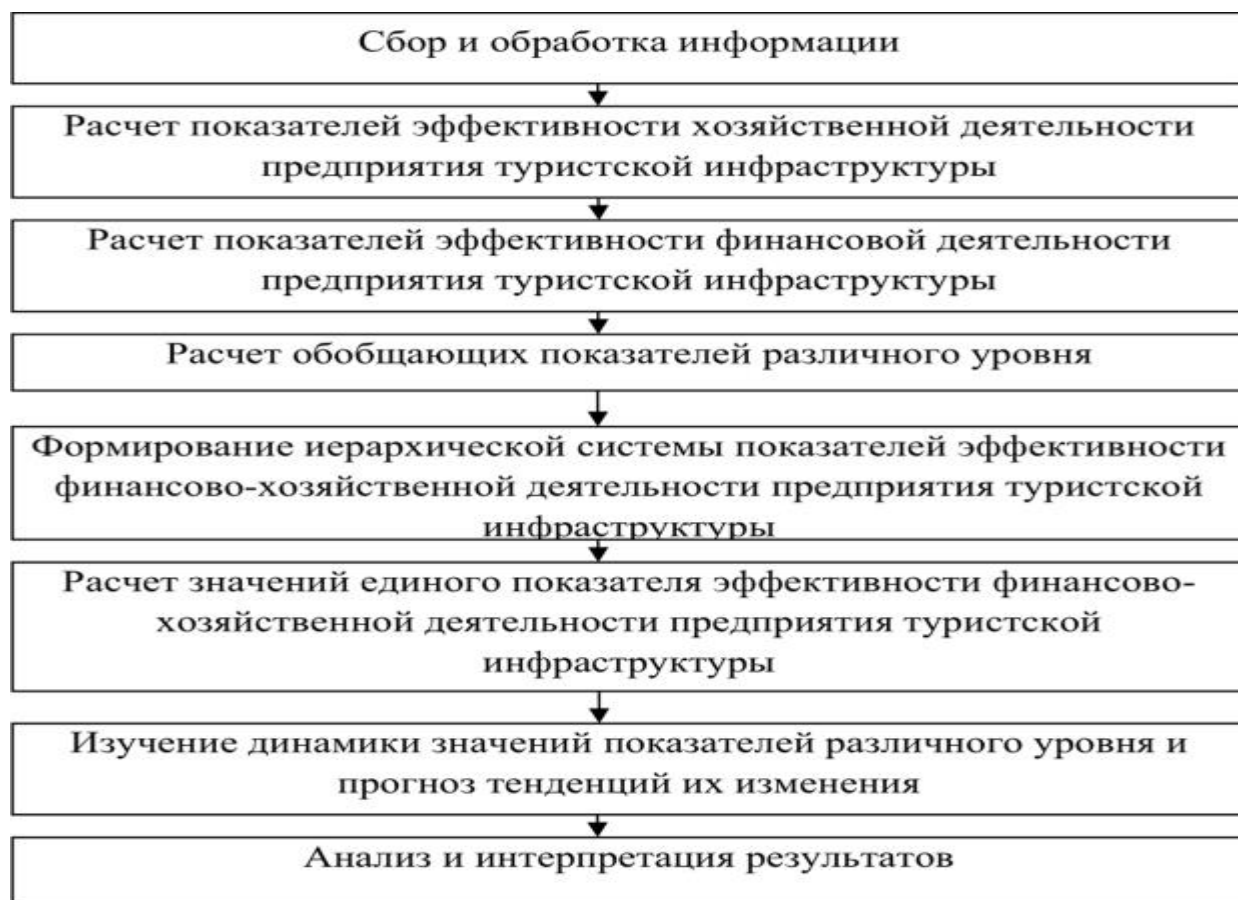 Сбор и обработка информации
Расчет показателей эффективности хозяйственной деятельности
предприятия туристской инфраструктуры
Расчет показателей эффективности финансовой деятельности
предприятия туристской инфраструктуры
Расчет обобщающих показателей различного уровня
Формирование иерархической системы показателей эффективности
финансово-хозяйственной деятельности предприятия туристской
инфраструктуры
Расчет значений единого показателя эффективности финансово-
хозяйственной деятельности предприятия туристской
инфраструктуры
Изучение динамики значений показателей различного уровня и
прогноз тенденций их изменения
Анализ и интерпретация результатов